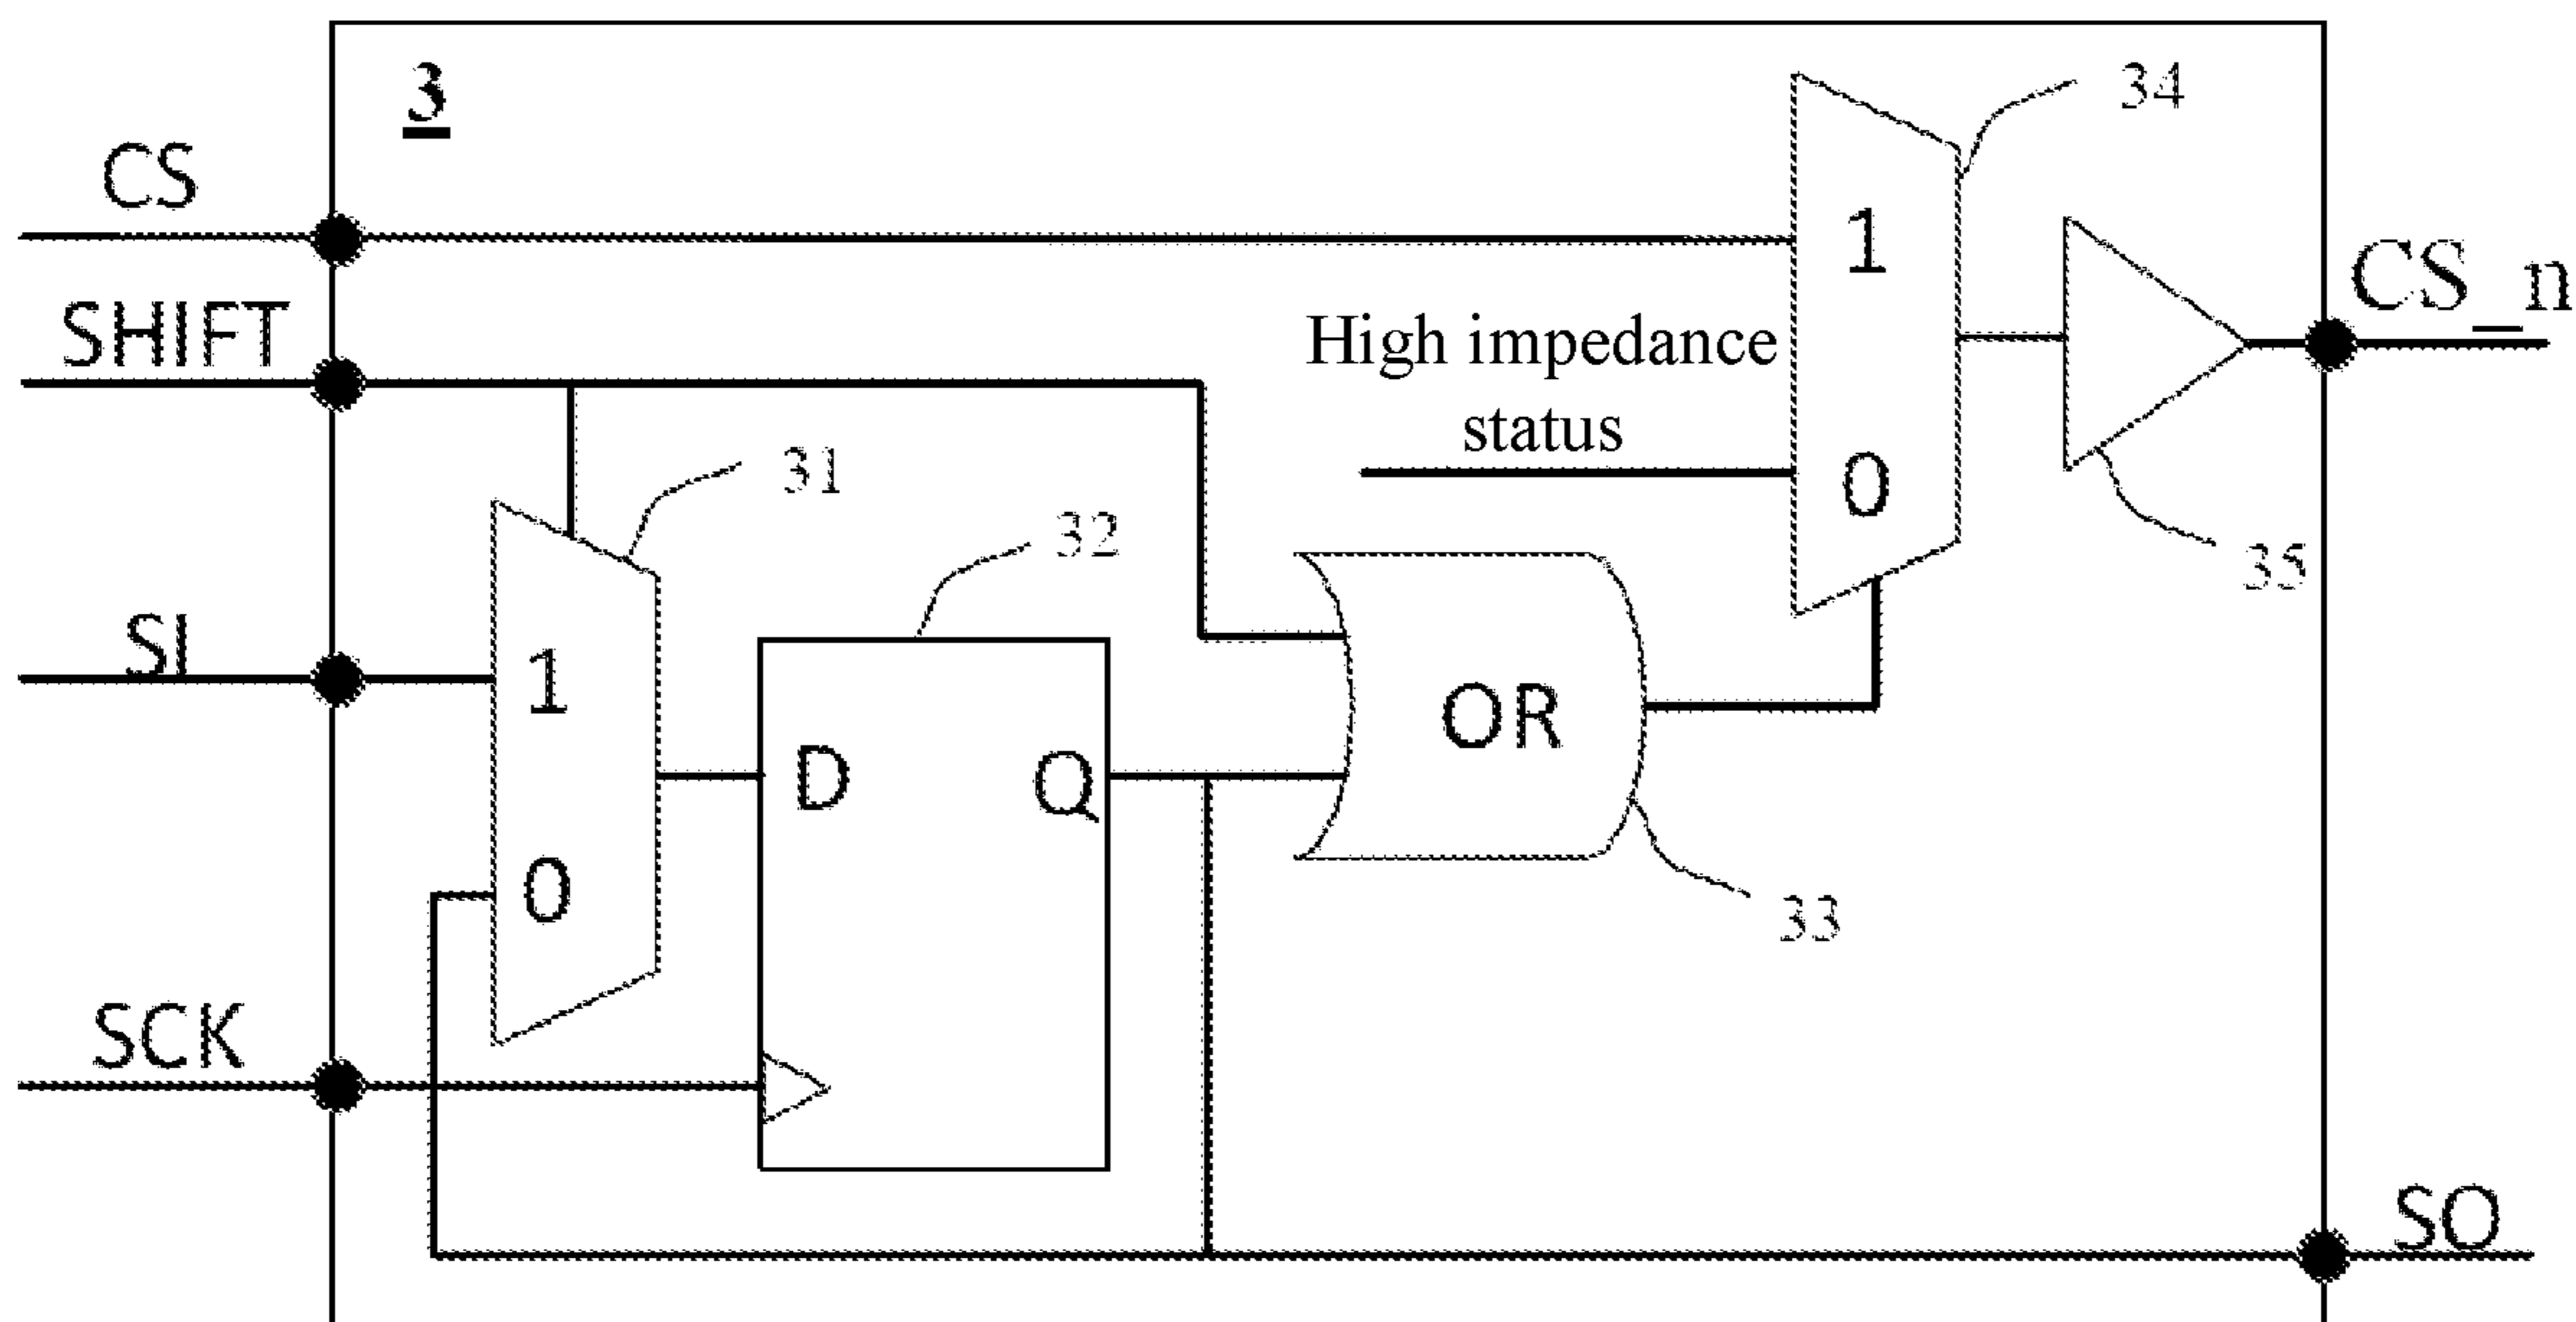 3
34
CS
1
CS_n
SHIFT
High impedance
status
31
0
32
35
SI
1
OR
D
Q
0
33
SCK
SO